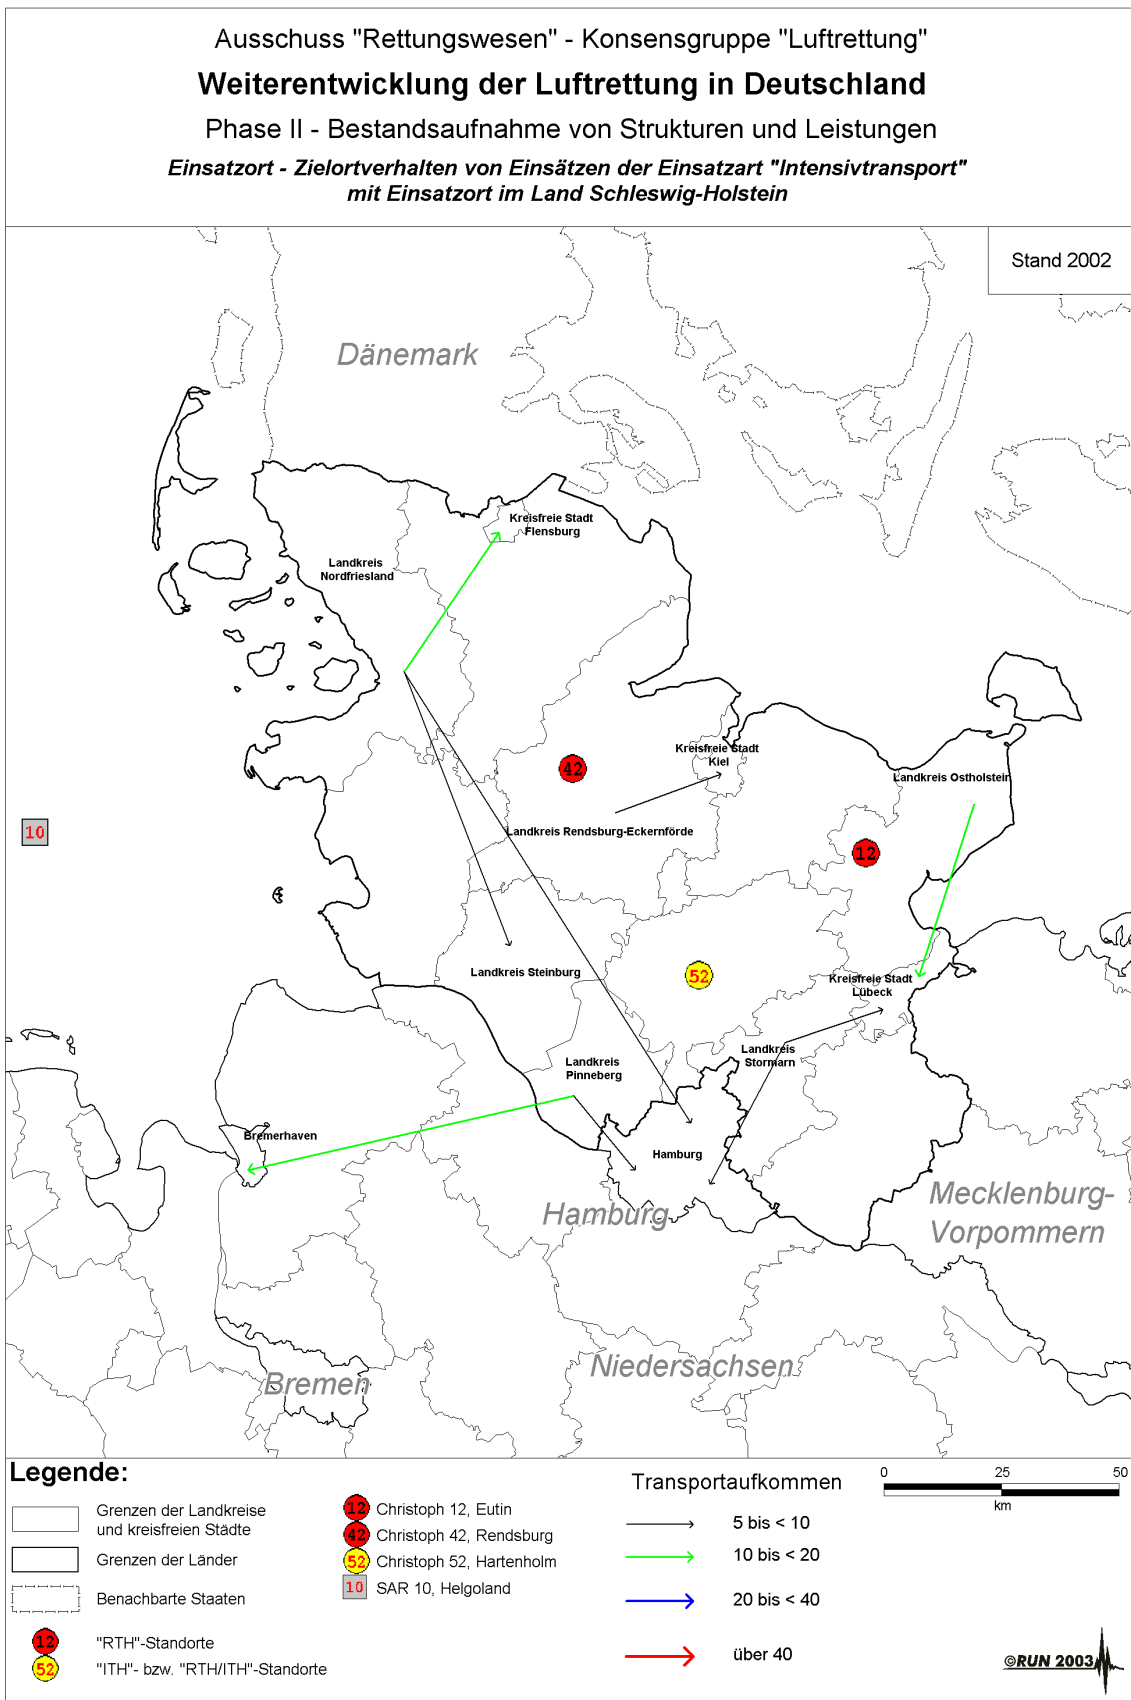 Ausschuss "Rettungswesen" - Konsensgruppe "Luftrettung"
Weiterentwicklung der Luftrettung in Deutschland
Phase II - Bestandsaufnahme von Strukturen und Leistungen
Einsatzort - Zielortverhalten von Einsätzen der Einsatzart "Intensivtransport"
mit Einsatzort im Land Schleswig-Holstein
Stand 2002
Dänemark
Kreisfreie Stadt
Flensburg
Landkreis
Nordfriesland
Kreisfreie Stadt
Kiel
42
Landkreis Ostholstein
10
Landkreis Rendsburg-Eckernförde
12
Landkreis Steinburg
52
Kreisfreie Stadt
Lübeck
Landkreis
Stormarn
Landkreis
Pinneberg
Bremerhaven
Hamburg
Hamburg
Mecklenburg-
Vorpommern
Niedersachsen
Bremen
Legende:
Grenzen der Landkreise
und kreisfreien Städte
Grenzen der Länder
Benachbarte Staaten
12 "RTH"-Standorte
52 "ITH"- bzw. "RTH/ITH"-Standorte
12 Christoph 12, Eutin
42 Christoph 42, Rendsburg
52 Christoph 52, Hartenholm
10 SAR 10, Helgoland
Transportaufkommen
5 bis < 10
10 bis < 20
20 bis < 40
über 40
0 25 50
km
©RUN 2003